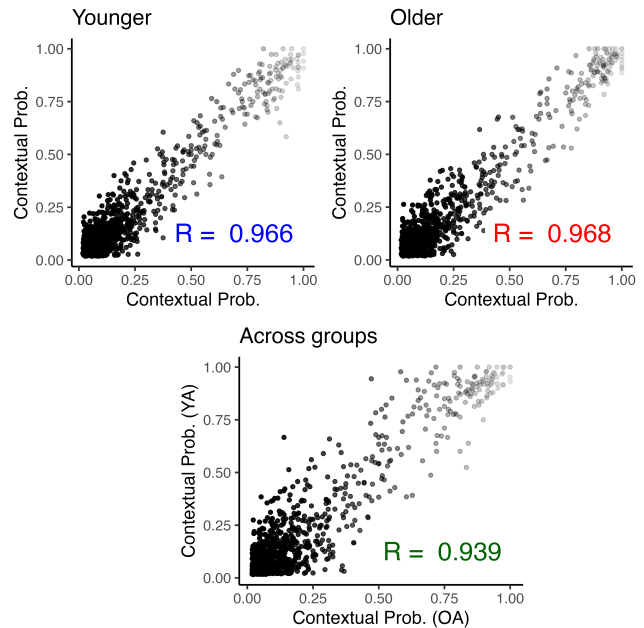 Younger
Contextual Prob.
1.00
0.75
0.50
0.25
0.00
R = 0.966
0.00 0.25 0.50 0.75 1.00
Contextual Prob.
Older
Contextual Prob.
1.00
0.75
0.50
0.25
0.00
R = 0.968
0.00 0.25 0.50 0.75 1.00
Contextual Prob.
Across groups
Contextual Prob. (YA)
1.00
0.75
0.50
0.25
0.00
R = 0.939
0.00 0.25 0.50 0.75 1.00
Contextual Prob. (OA)